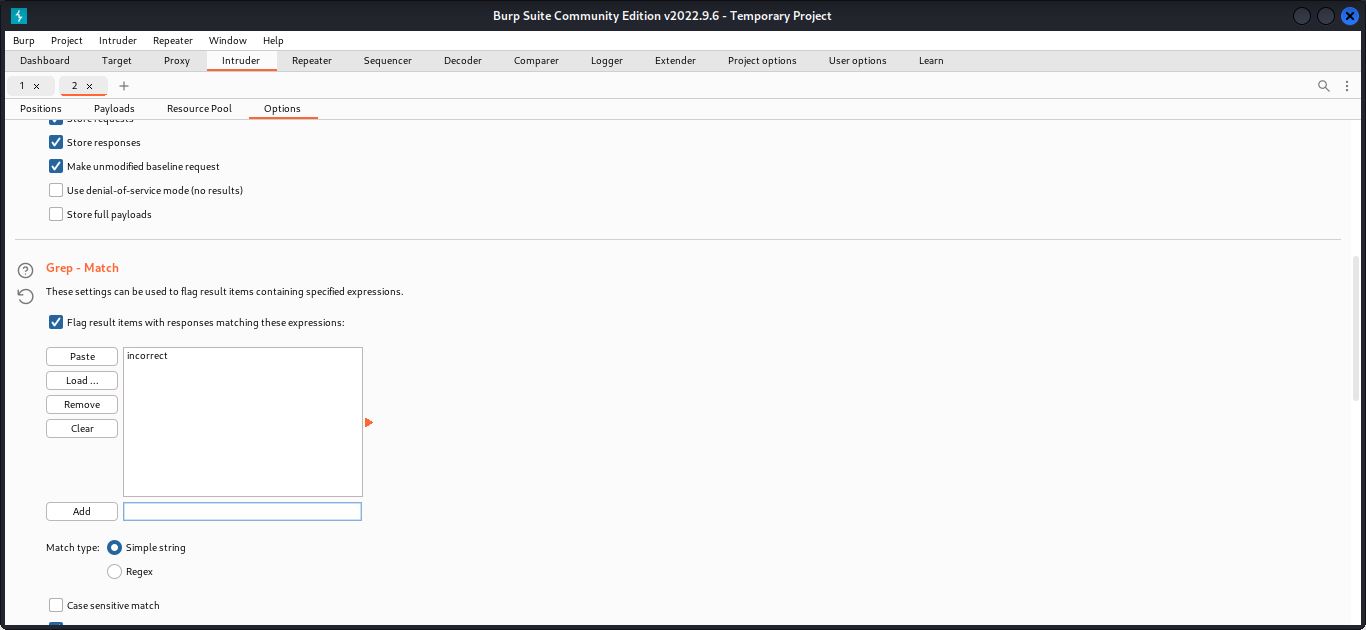 Burp Suite Community Edition v2022.9.6 - Temporary Project
Burp Project Intruder Repeater Window Help
Dashboard Target Proxy Intruder Repeater Sequencer Decoder Comparer Logger Extender Project options User options Learn
1 × 2 × +
Positions Payloads Resource Pool Options
Store requests
Store responses
Make unmodified baseline request
Use denial-of-service mode (no results)
Store full payloads
Grep - Match
These settings can be used to flag result items containing specified expressions.
Flag result items with responses matching these expressions:
Paste incorrect
Load ...
Remove
Clear
Add
Match type: Simple string
Regex
Case sensitive match